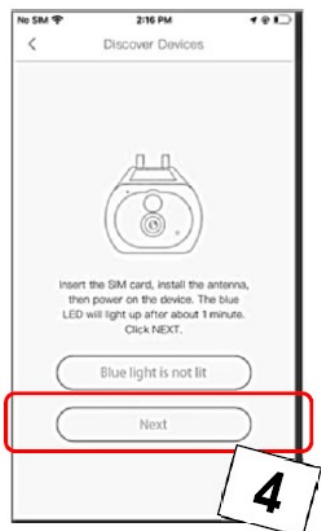 No SIM 2:16 PM
Discover Devices
Insert the SIM card, install the antenna,
then power on the device. The blue
LED will light up after about 1 minute.
Click NEXT.
Blue light is not lit
Next
4